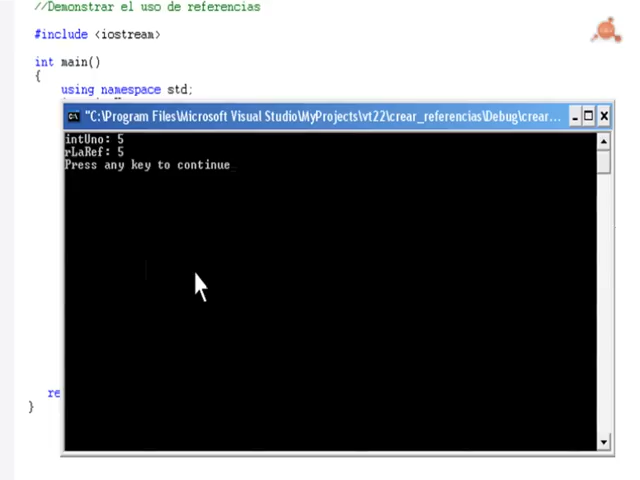 //Demonstrar el uso de referencias
#include <iostream>
int main()
{
using namespace std;
"C:\Program Files\Microsoft Visual Studio\MyProjects\vt22\crear_referencias\Debug\crear...
intUno: 5
rLaRef: 5
Press any key to continue
re
}